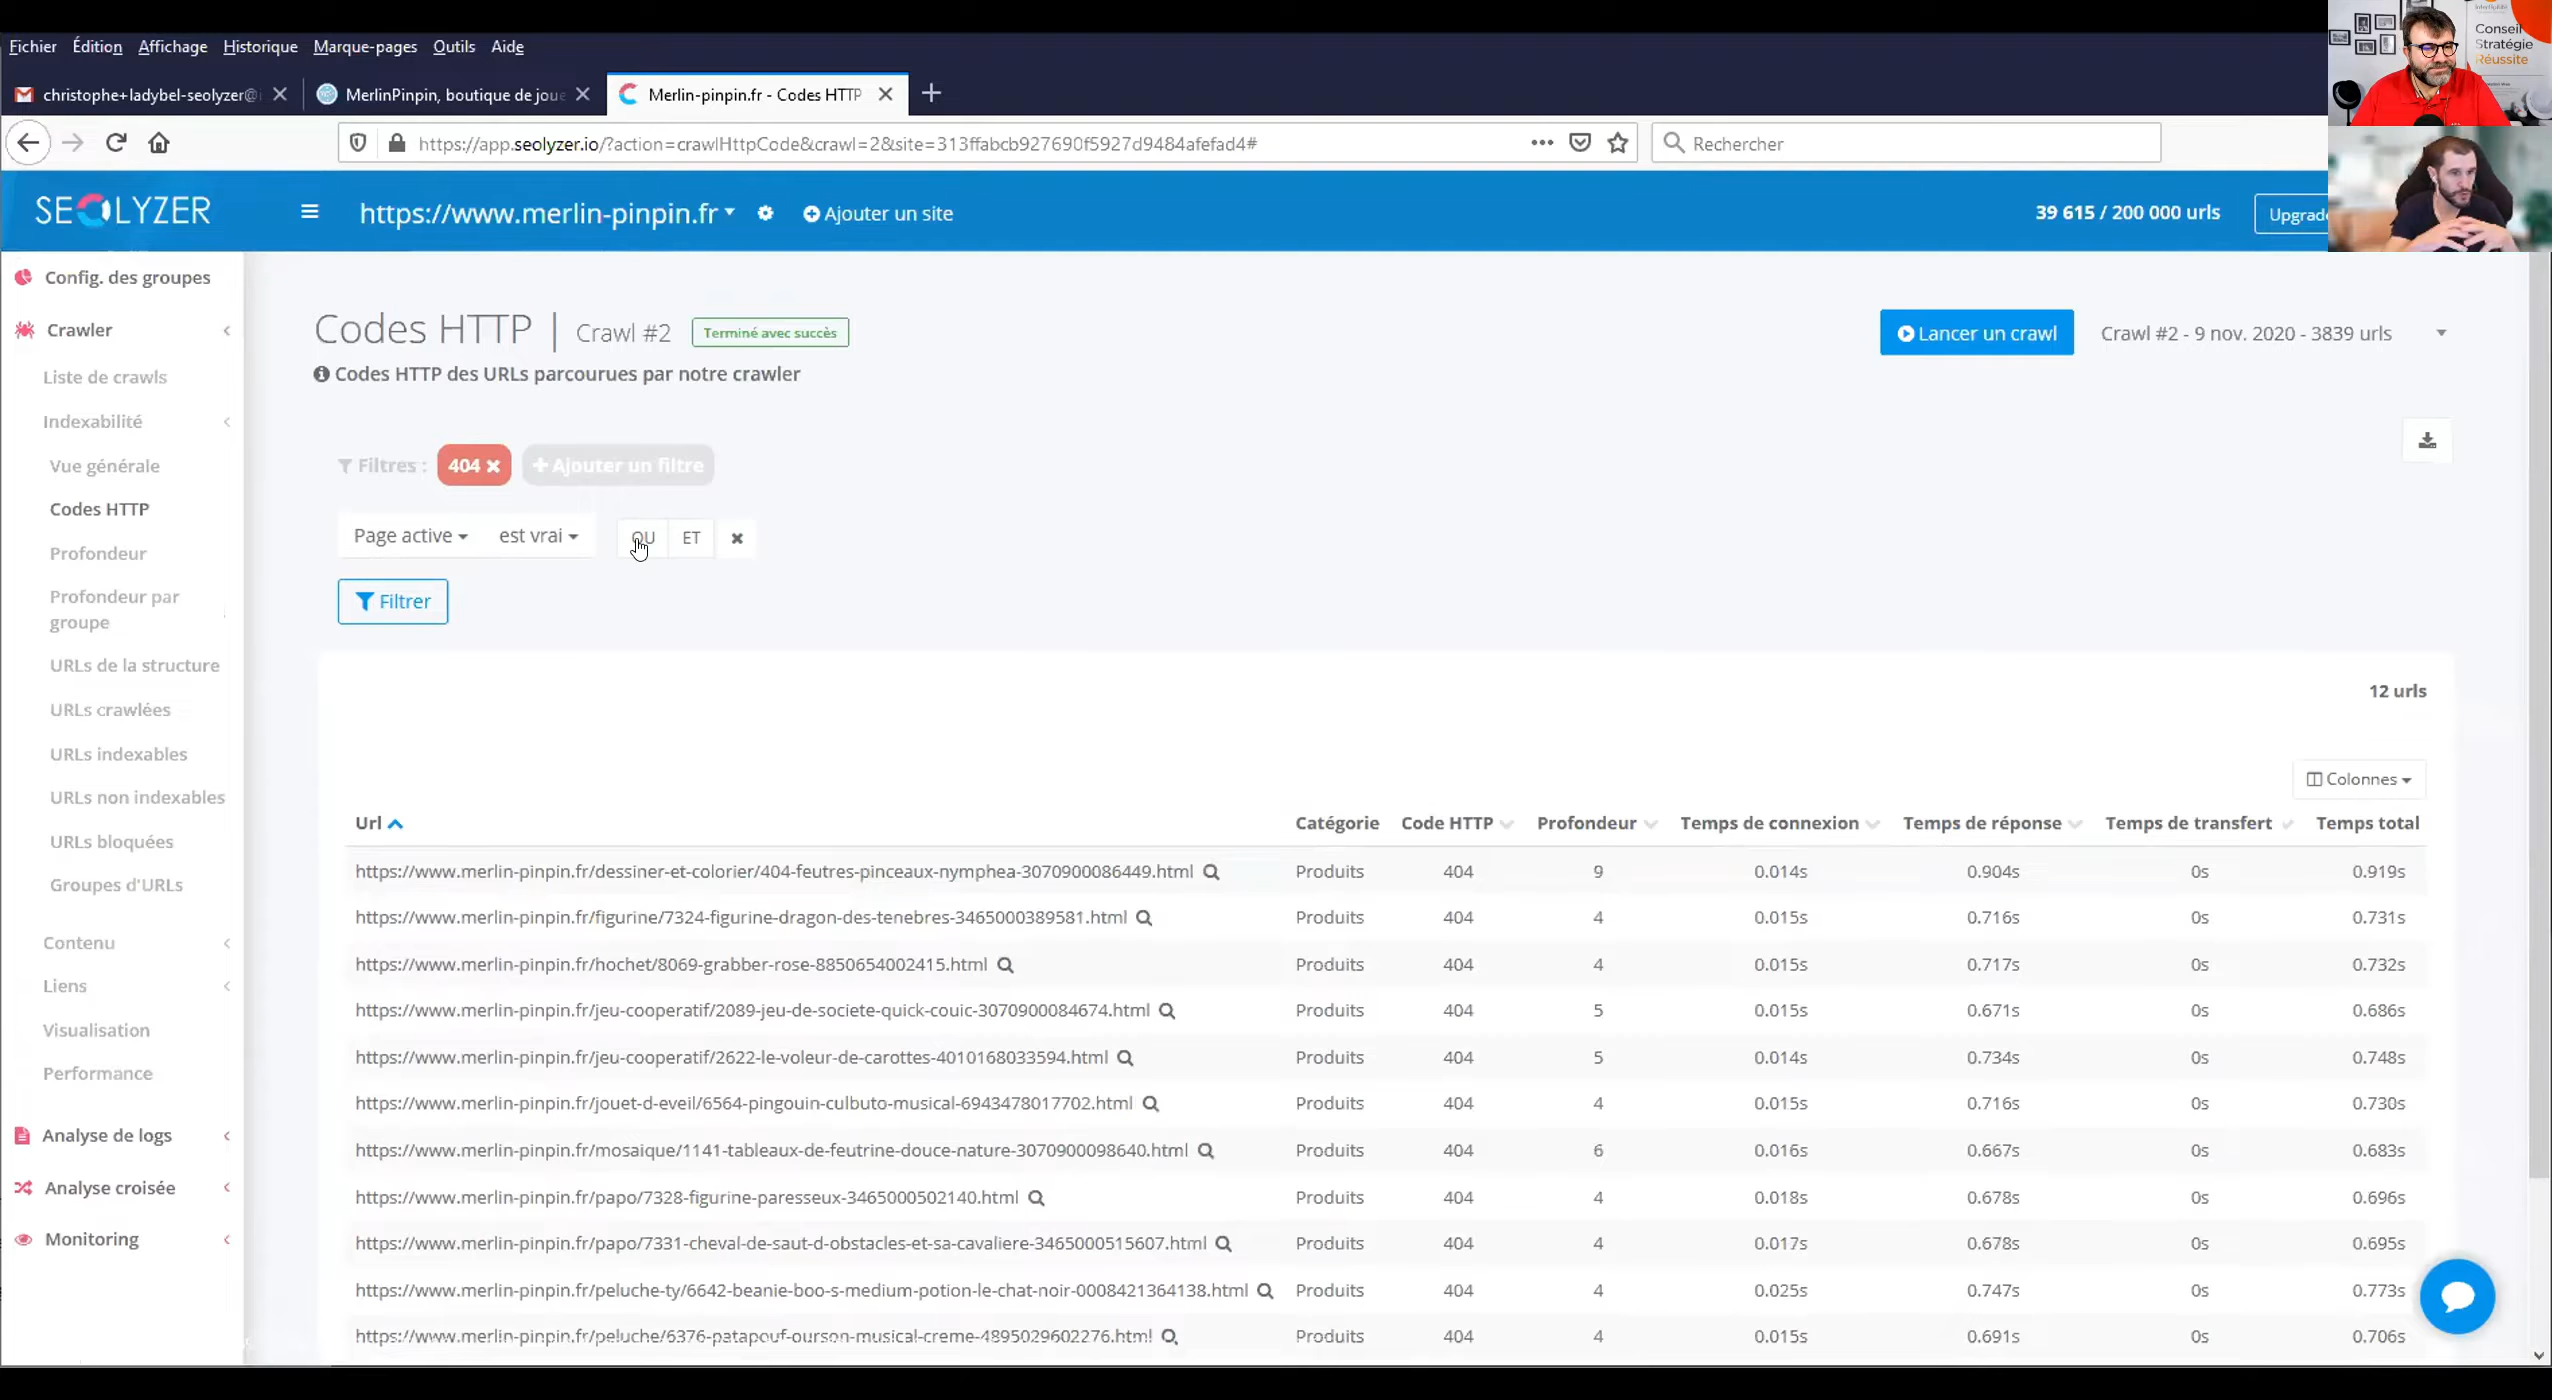 Fichier Édition Affichage Historique Marque-pages Outils Aide
christophe+ladybel-seolyzer@
MerlinPinpin, boutique de joue
Merlin-pinpin.fr - Codes HTTP
https://app.seolyzer.io/?action=crawlHttpCode&crawl=2&site=313ffabcb927690f5927d9484afefad4#
Rechercher
Conseil
Stratégie
Réussite
SEOLYZER
https://www.merlin-pinpin.fr
Ajouter un site
39 615 / 200 000 urls
Upgrad
Config. des groupes
Crawler
Liste de crawls
Indexabilité
Vue générale
Codes HTTP
Profondeur
Profondeur par
groupe
URLs de la structure
URLs crawlées
URLs indexables
URLs non indexables
URLs bloquées
Groupes d'URLs
Contenu
Liens
Visualisation
Performance
Analyse de logs
Analyse croisée
Monitoring
Codes HTTP | Crawl #2 Terminé avec succès
Codes HTTP des URLs parcourues par notre crawler
Lancer un crawl
Crawl #2 - 9 nov. 2020 - 3839 urls
Filtres : 404 Ajouter un filtre
Page active est vrai OU ET
Filtrer
12 urls
Colonnes
Url Catégorie Code HTTP Profondeur Temps de connexion Temps de réponse Temps de transfert Temps total
https://www.merlin-pinpin.fr/dessiner-et-colorier/404-feutres-pinceaux-nymphea-3070900086449.html Produits 404 9 0.014s 0.904s 0s 0.919s
https://www.merlin-pinpin.fr/figurine/7324-figurine-dragon-des-tenebres-3465000389581.html Produits 404 4 0.015s 0.716s 0s 0.731s
https://www.merlin-pinpin.fr/hochet/8069-grabber-rose-8850654002415.html Produits 404 4 0.015s 0.717s 0s 0.732s
https://www.merlin-pinpin.fr/jeu-cooperatif/2089-jeu-de-societe-quick-couic-3070900084674.html Produits 404 5 0.015s 0.671s 0s 0.686s
https://www.merlin-pinpin.fr/jeu-cooperatif/2622-le-voleur-de-carottes-4010168033594.html Produits 404 5 0.014s 0.734s 0s 0.748s
https://www.merlin-pinpin.fr/jouet-d-eveil/6564-pingouin-culbuto-musical-6943478017702.html Produits 404 4 0.015s 0.716s 0s 0.730s
https://www.merlin-pinpin.fr/mosaique/1141-tableaux-de-feutrine-douce-nature-3070900098640.html Produits 404 6 0.016s 0.667s 0s 0.683s
https://www.merlin-pinpin.fr/papo/7328-figurine-paresseux-3465000502140.html Produits 404 4 0.018s 0.678s 0s 0.696s
https://www.merlin-pinpin.fr/papo/7331-cheval-de-saut-d-obstacles-et-sa-cavaliere-3465000515607.html Produits 404 4 0.017s 0.678s 0s 0.695s
https://www.merlin-pinpin.fr/peluche-ty/6642-beanie-boo-s-medium-potion-le-chat-noir-0008421364138.html Produits 404 4 0.025s 0.747s 0s 0.773s
https://www.merlin-pinpin.fr/peluche/6376-patapouf-ourson-musical-creme-4895029602276.html Produits 404 4 0.015s 0.691s 0s 0.706s